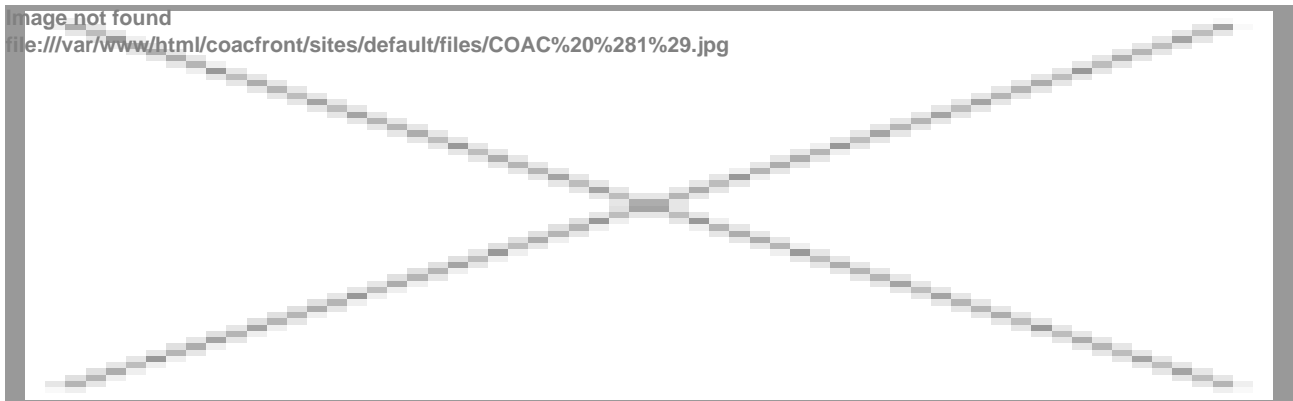 Image not found
file:///var/www/html/coacfront/sites/default/files/COAC%20%281%29.jpg